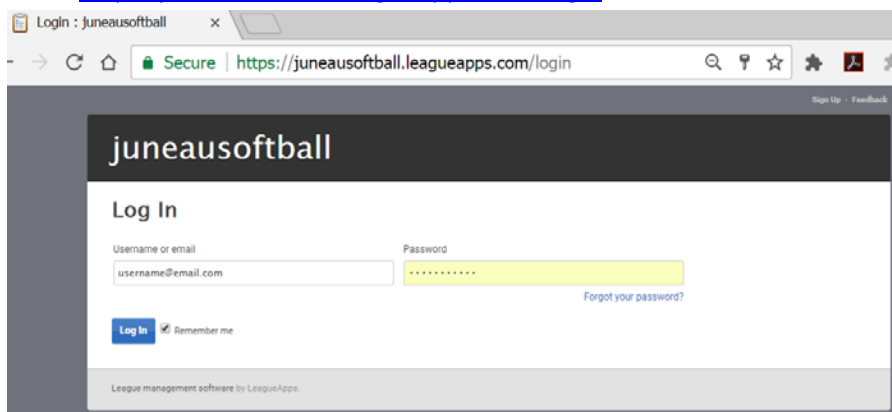 Login : juneausoftball
Secure https://juneausoftball.leagueapps.com/login
Sign Up - Feedback
juneausoftball
Log In
Username or email Password
username@email.com ···········
Forgot your password?
Log In Remember me
League management software by LeagueApps.